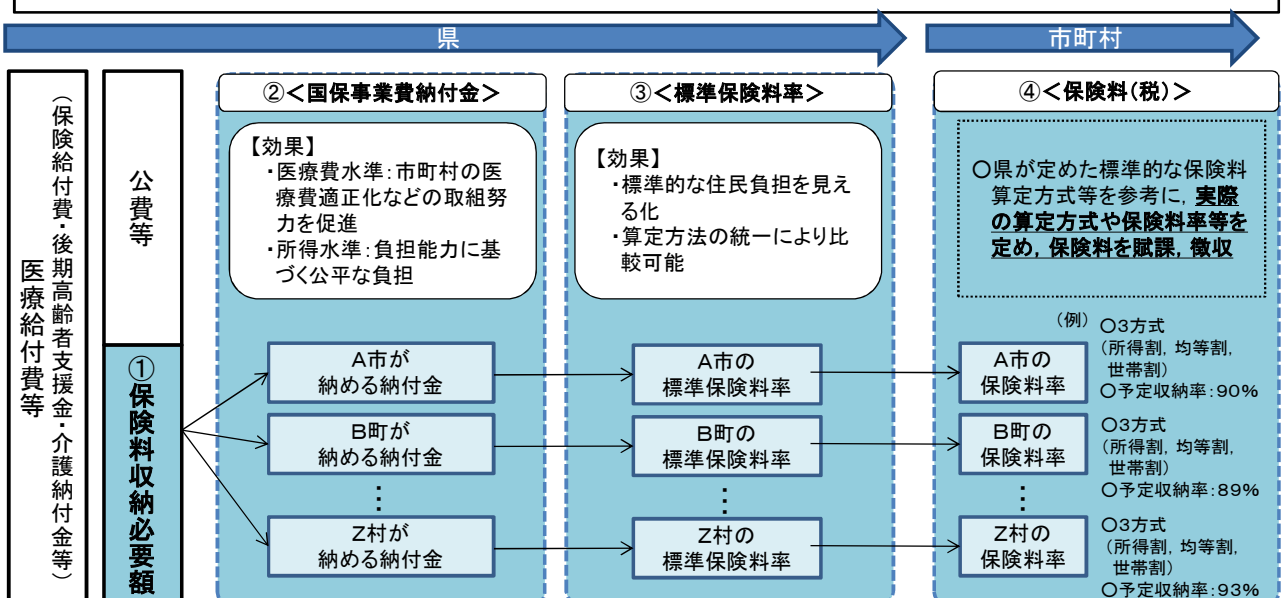 県
市町村
医療給付費等
（保険給付費・後期高齢者支援金・介護納付金等）
公費等
①保険料収納必要額
②＜国保事業費納付金＞
【効果】
・医療費水準：市町村の医
療費適正化などの取組努
力を促進
・所得水準：負担能力に基
づく公平な負担
A市が
納める納付金
B町が
納める納付金
⋮
Z村が
納める納付金
③＜標準保険料率＞
【効果】
・標準的な住民負担を見え
る化
・算定方法の統一により比
較可能
A市の
標準保険料率
B町の
標準保険料率
⋮
Z村の
標準保険料率
④＜保険料（税）＞
○県が定めた標準的な保険料
算定方式等を参考に，実際
の算定方式や保険料率等を
定め，保険料を賦課，徴収
（例）
A市の
保険料率
○3方式
（所得割，均等割，
世帯割）
○予定収納率：90％
B町の
保険料率
○3方式
（所得割，均等割，
世帯割）
○予定収納率：89％
⋮
Z村の
保険料率
○3方式
（所得割，均等割，
世帯割）
○予定収納率：93％